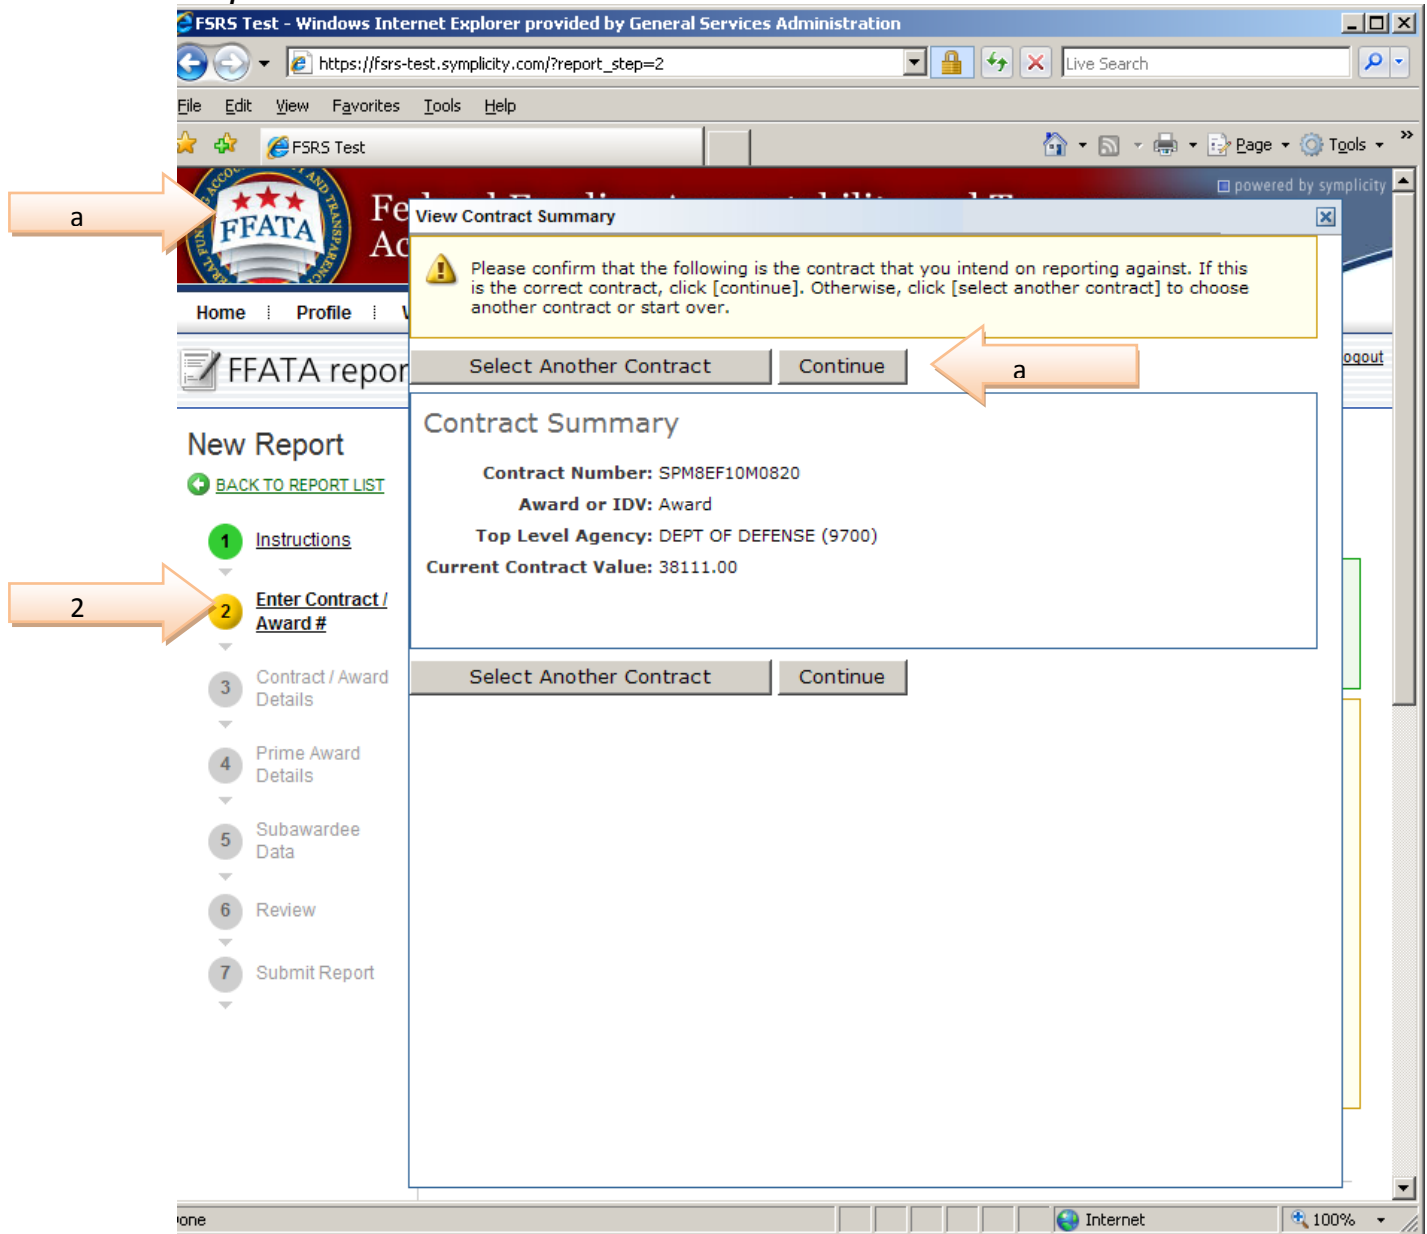 FSRS Test - Windows Internet Explorer provided by General Services Administration
https://fsrs-test.symplicity.com/?report_step=2
Live Search
File Edit View Favorites Tools Help
FSRS Test
Page Tools
a
FFATA
powered by symplicity
View Contract Summary
Please confirm that the following is the contract that you intend on reporting against. If this
is the correct contract, click [continue]. Otherwise, click [select another contract] to choose
another contract or start over.
Home Profile
FFATA repor
Select Another Contract Continue
a
ogout
New Report
BACK TO REPORT LIST
1 Instructions
2
2 Enter Contract /
Award #
3 Contract / Award
Details
4 Prime Award
Details
5 Subawardee
Data
6 Review
7 Submit Report
Contract Summary
Contract Number: SPM8EF10M0820
Award or IDV: Award
Top Level Agency: DEPT OF DEFENSE (9700)
Current Contract Value: 38111.00
Select Another Contract Continue
one
Internet
100%